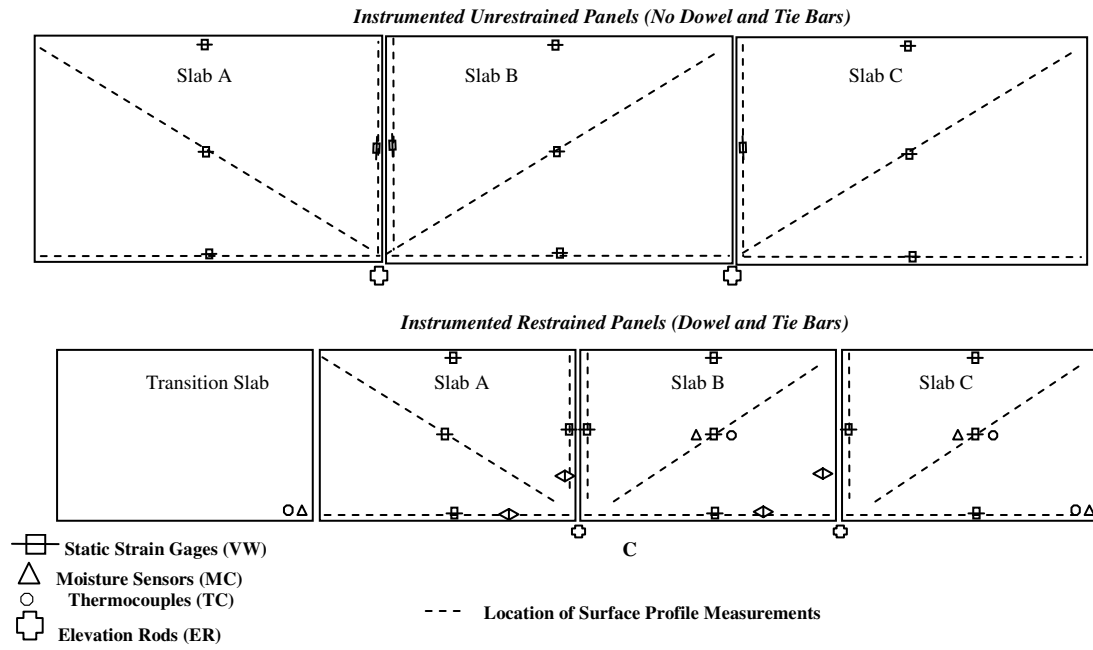 Instrumented Unrestrained Panels (No Dowel and Tie Bars)
Slab A
Slab B
Slab C
Instrumented Restrained Panels (Dowel and Tie Bars)
Transition Slab
Slab A
Slab B
Slab C
C
Static Strain Gages (VW)
Moisture Sensors (MC)
Thermocouples (TC)
Elevation Rods (ER)
Location of Surface Profile Measurements